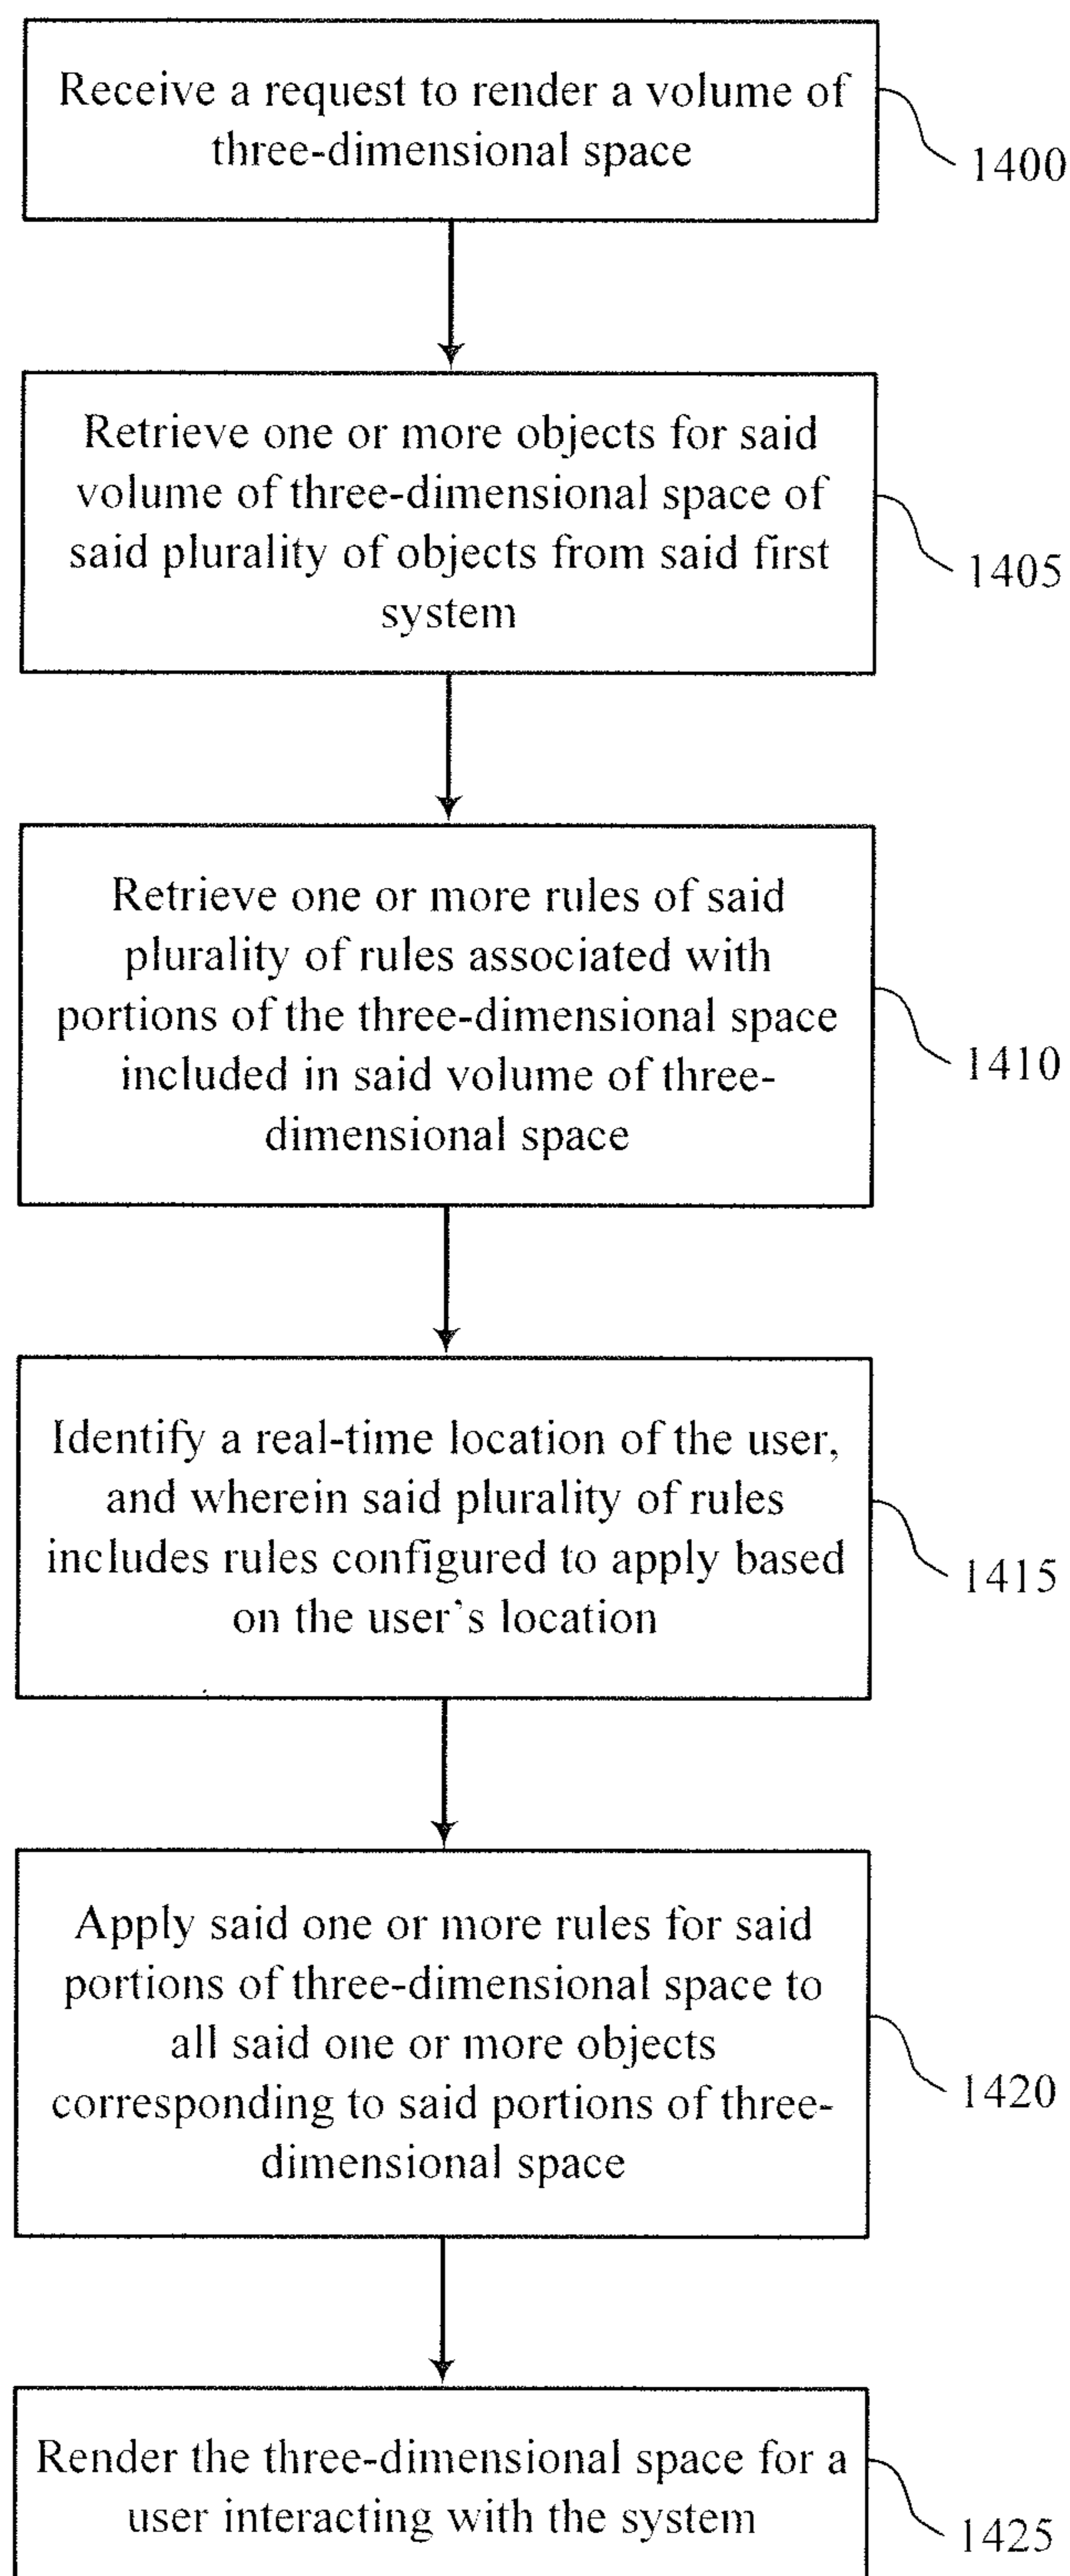 Receive a request to render a volume of
three-dimensional space
1400
Retrieve one or more objects for said
volume of three-dimensional space of
said plurality of objects from said first
system
1405
Retrieve one or more rules of said
plurality of rules associated with
portions of the three-dimensional space
included in said volume of three-
dimensional space
1410
Identify a real-time location of the user,
and wherein said plurality of rules
includes rules configured to apply based
on the user's location
1415
Apply said one or more rules for said
portions of three-dimensional space to
all said one or more objects
corresponding to said portions of three-
dimensional space
1420
Render the three-dimensional space for a
user interacting with the system
1425